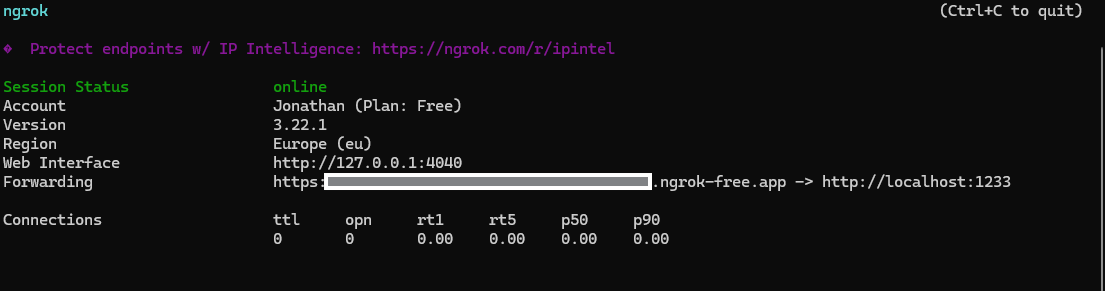 ngrok (Ctrl+C to quit)
� Protect endpoints w/ IP Intelligence: https://ngrok.com/r/ipintel
Session Status online
Account Jonathan (Plan: Free)
Version 3.22.1
Region Europe (eu)
Web Interface http://127.0.0.1:4040
Forwarding https: .ngrok-free.app -> http://localhost:1233
Connections ttl opn rt1 rt5 p50 p90
0 0 0.00 0.00 0.00 0.00